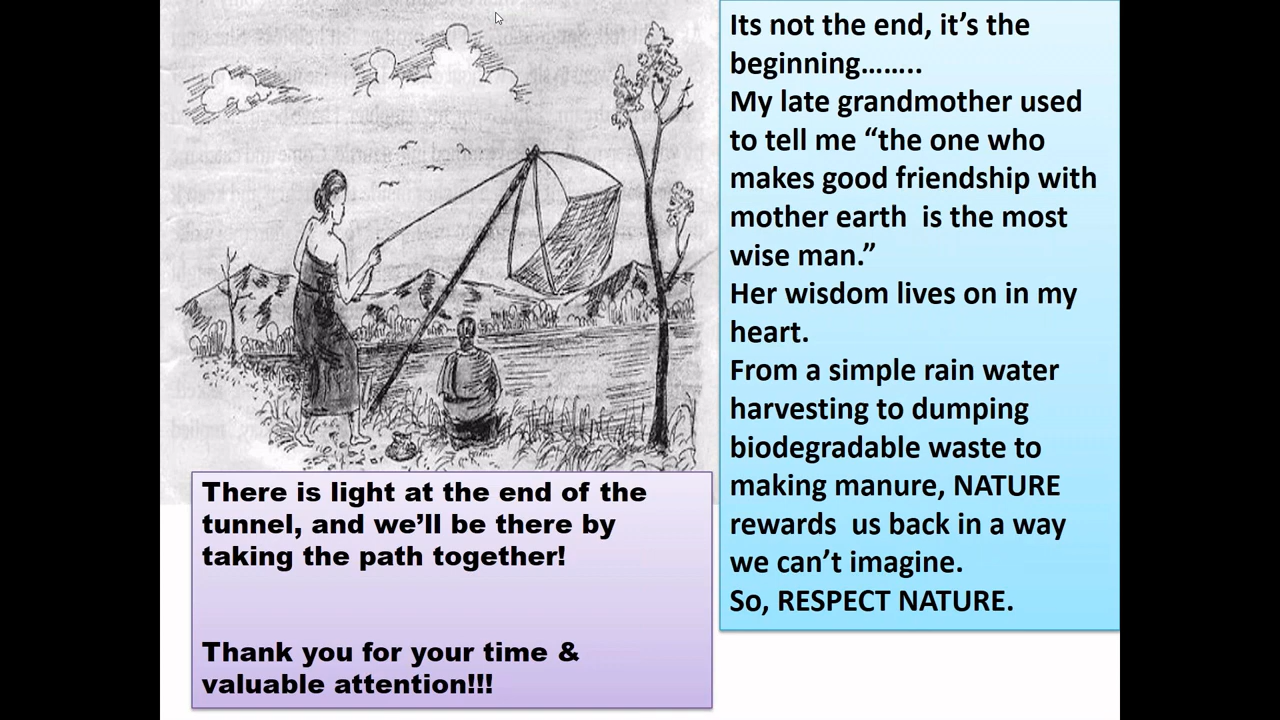 Its not the end, it’s the
beginning……..
My late grandmother used
to tell me “the one who
makes good friendship with
mother earth  is the most
wise man.”
Her wisdom lives on in my
heart.
From a simple rain water
harvesting to dumping
biodegradable waste to
making manure, NATURE
rewards  us back in a way
we can’t imagine.
So, RESPECT NATURE.
There is light at the end of the
tunnel, and we’ll be there by
taking the path together!
Thank you for your time &
valuable attention!!!